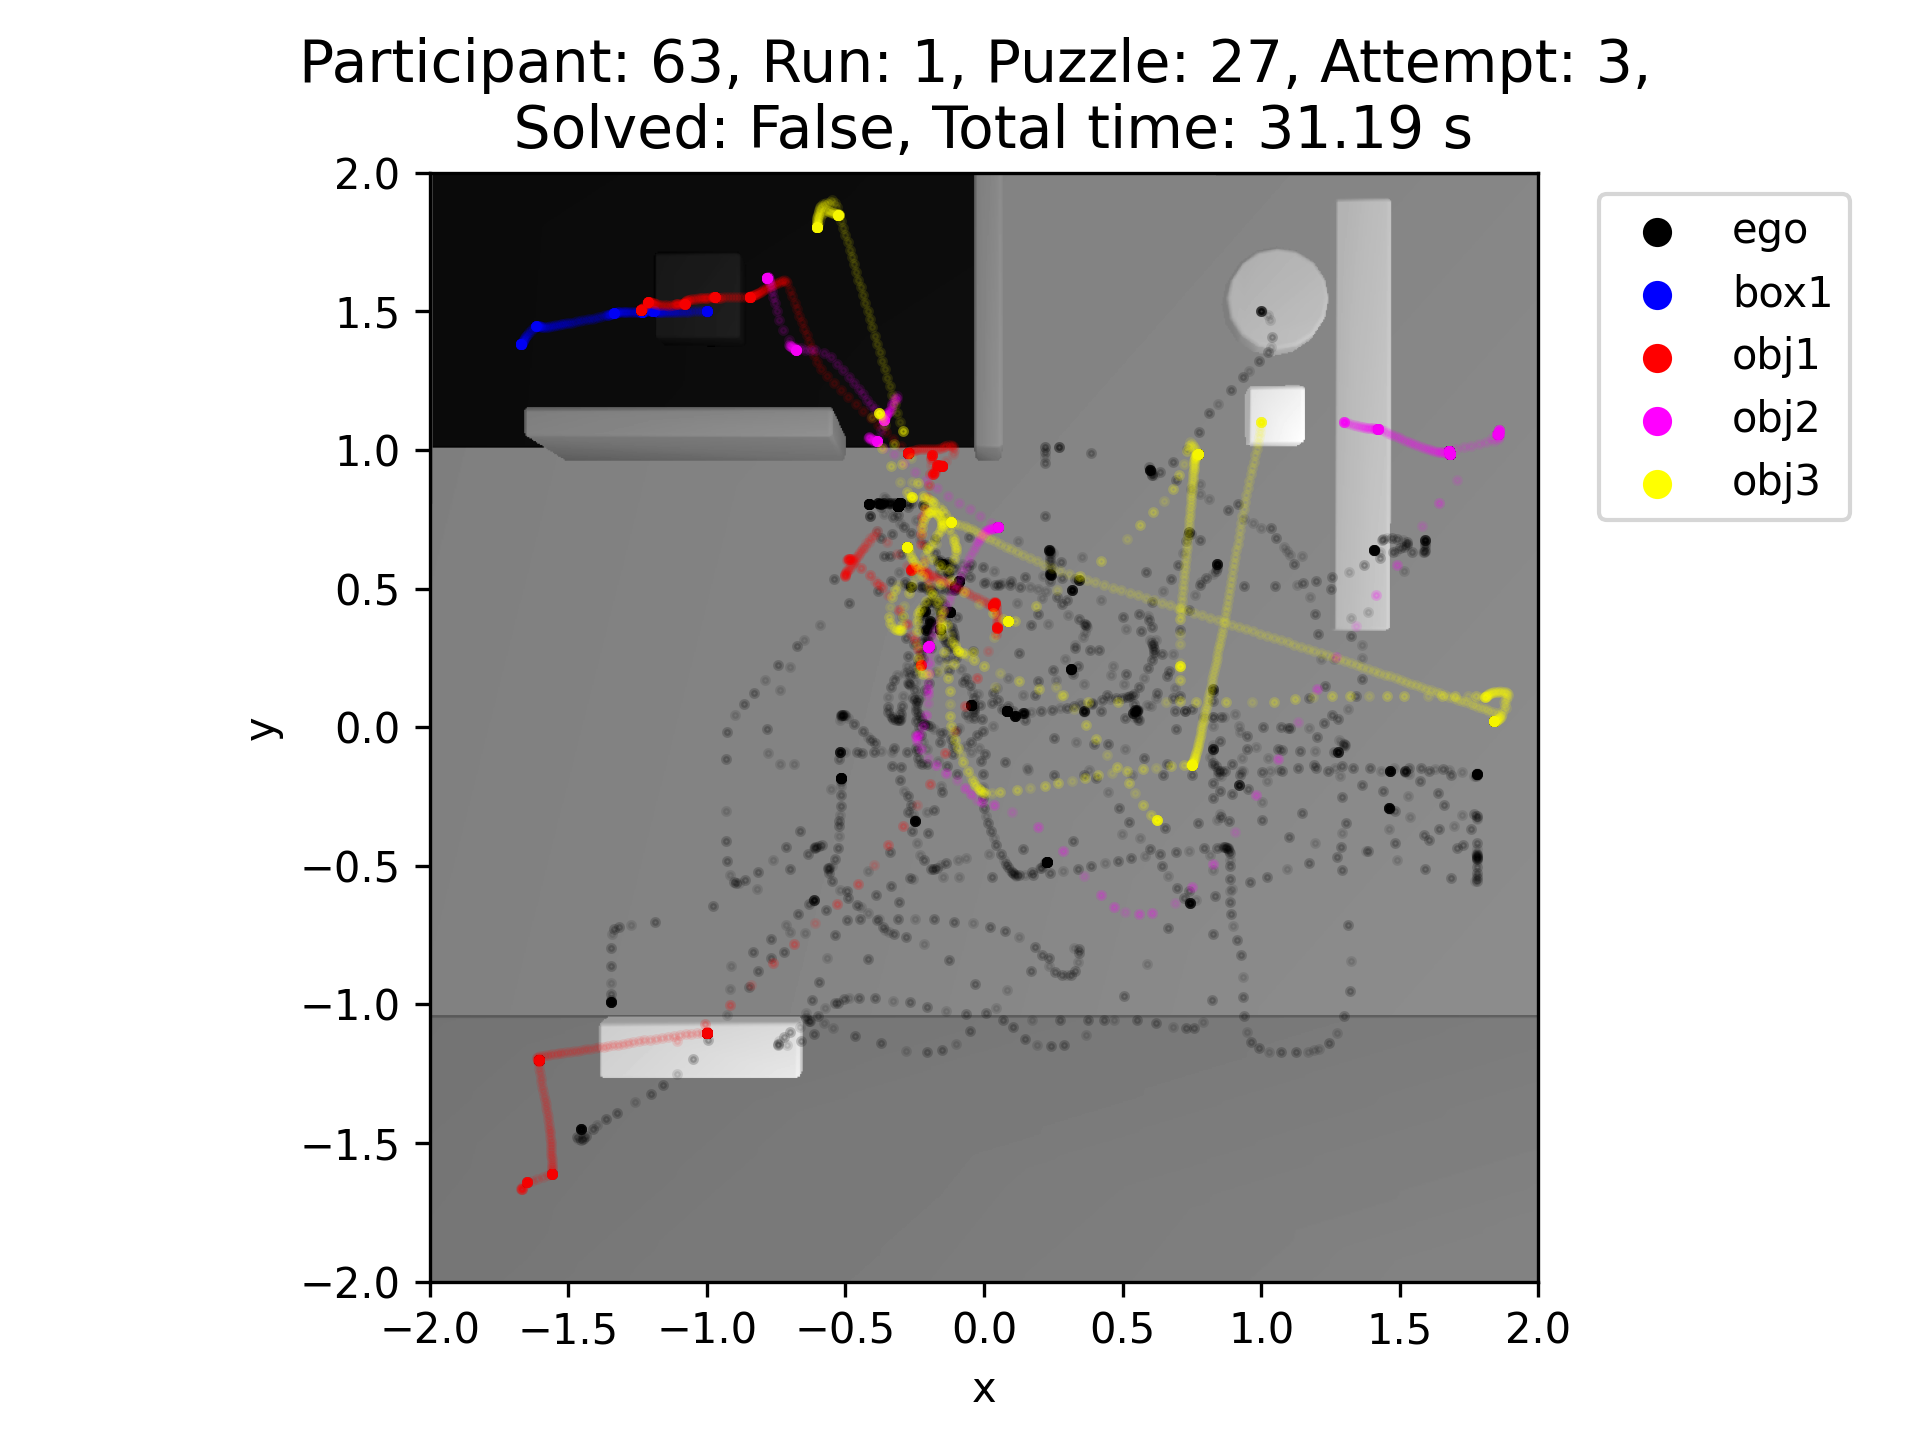 Participant: 63, Run: 1, Puzzle: 27, Attempt: 3,
Solved: False, Total time: 31.19 s
2.0
1.5
1.0
0.5
0.0
−0.5
−1.0
−1.5
−2.0
y
−2.0 −1.5 −1.0 −0.5 0.0 0.5 1.0 1.5 2.0
x
ego
box1
obj1
obj2
obj3